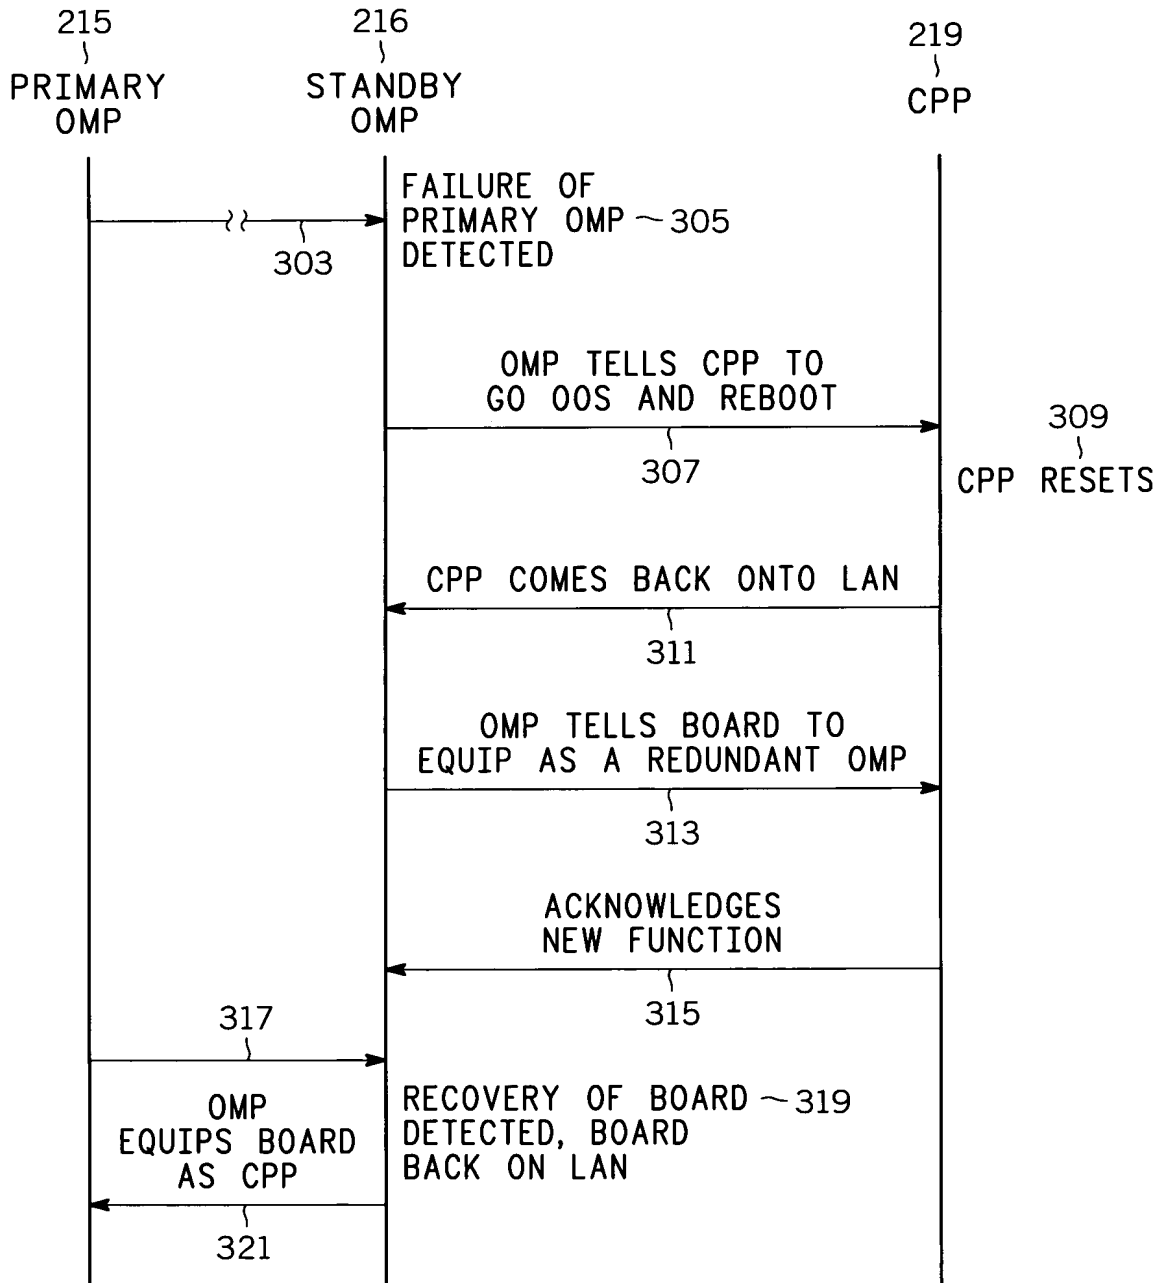 215
216
219
PRIMARY
OMP
STANDBY
OMP
CPP
FAILURE OF
PRIMARY OMP 305
DETECTED
303
OMP TELLS CPP TO
GO OOS AND REBOOT
307
309
CPP RESETS
CPP COMES BACK ONTO LAN
311
OMP TELLS BOARD TO
EQUIP AS A REDUNDANT OMP
313
ACKNOWLEDGES
NEW FUNCTION
315
317
OMP
EQUIPS BOARD
AS CPP
RECOVERY OF BOARD 319
DETECTED, BOARD
BACK ON LAN
321